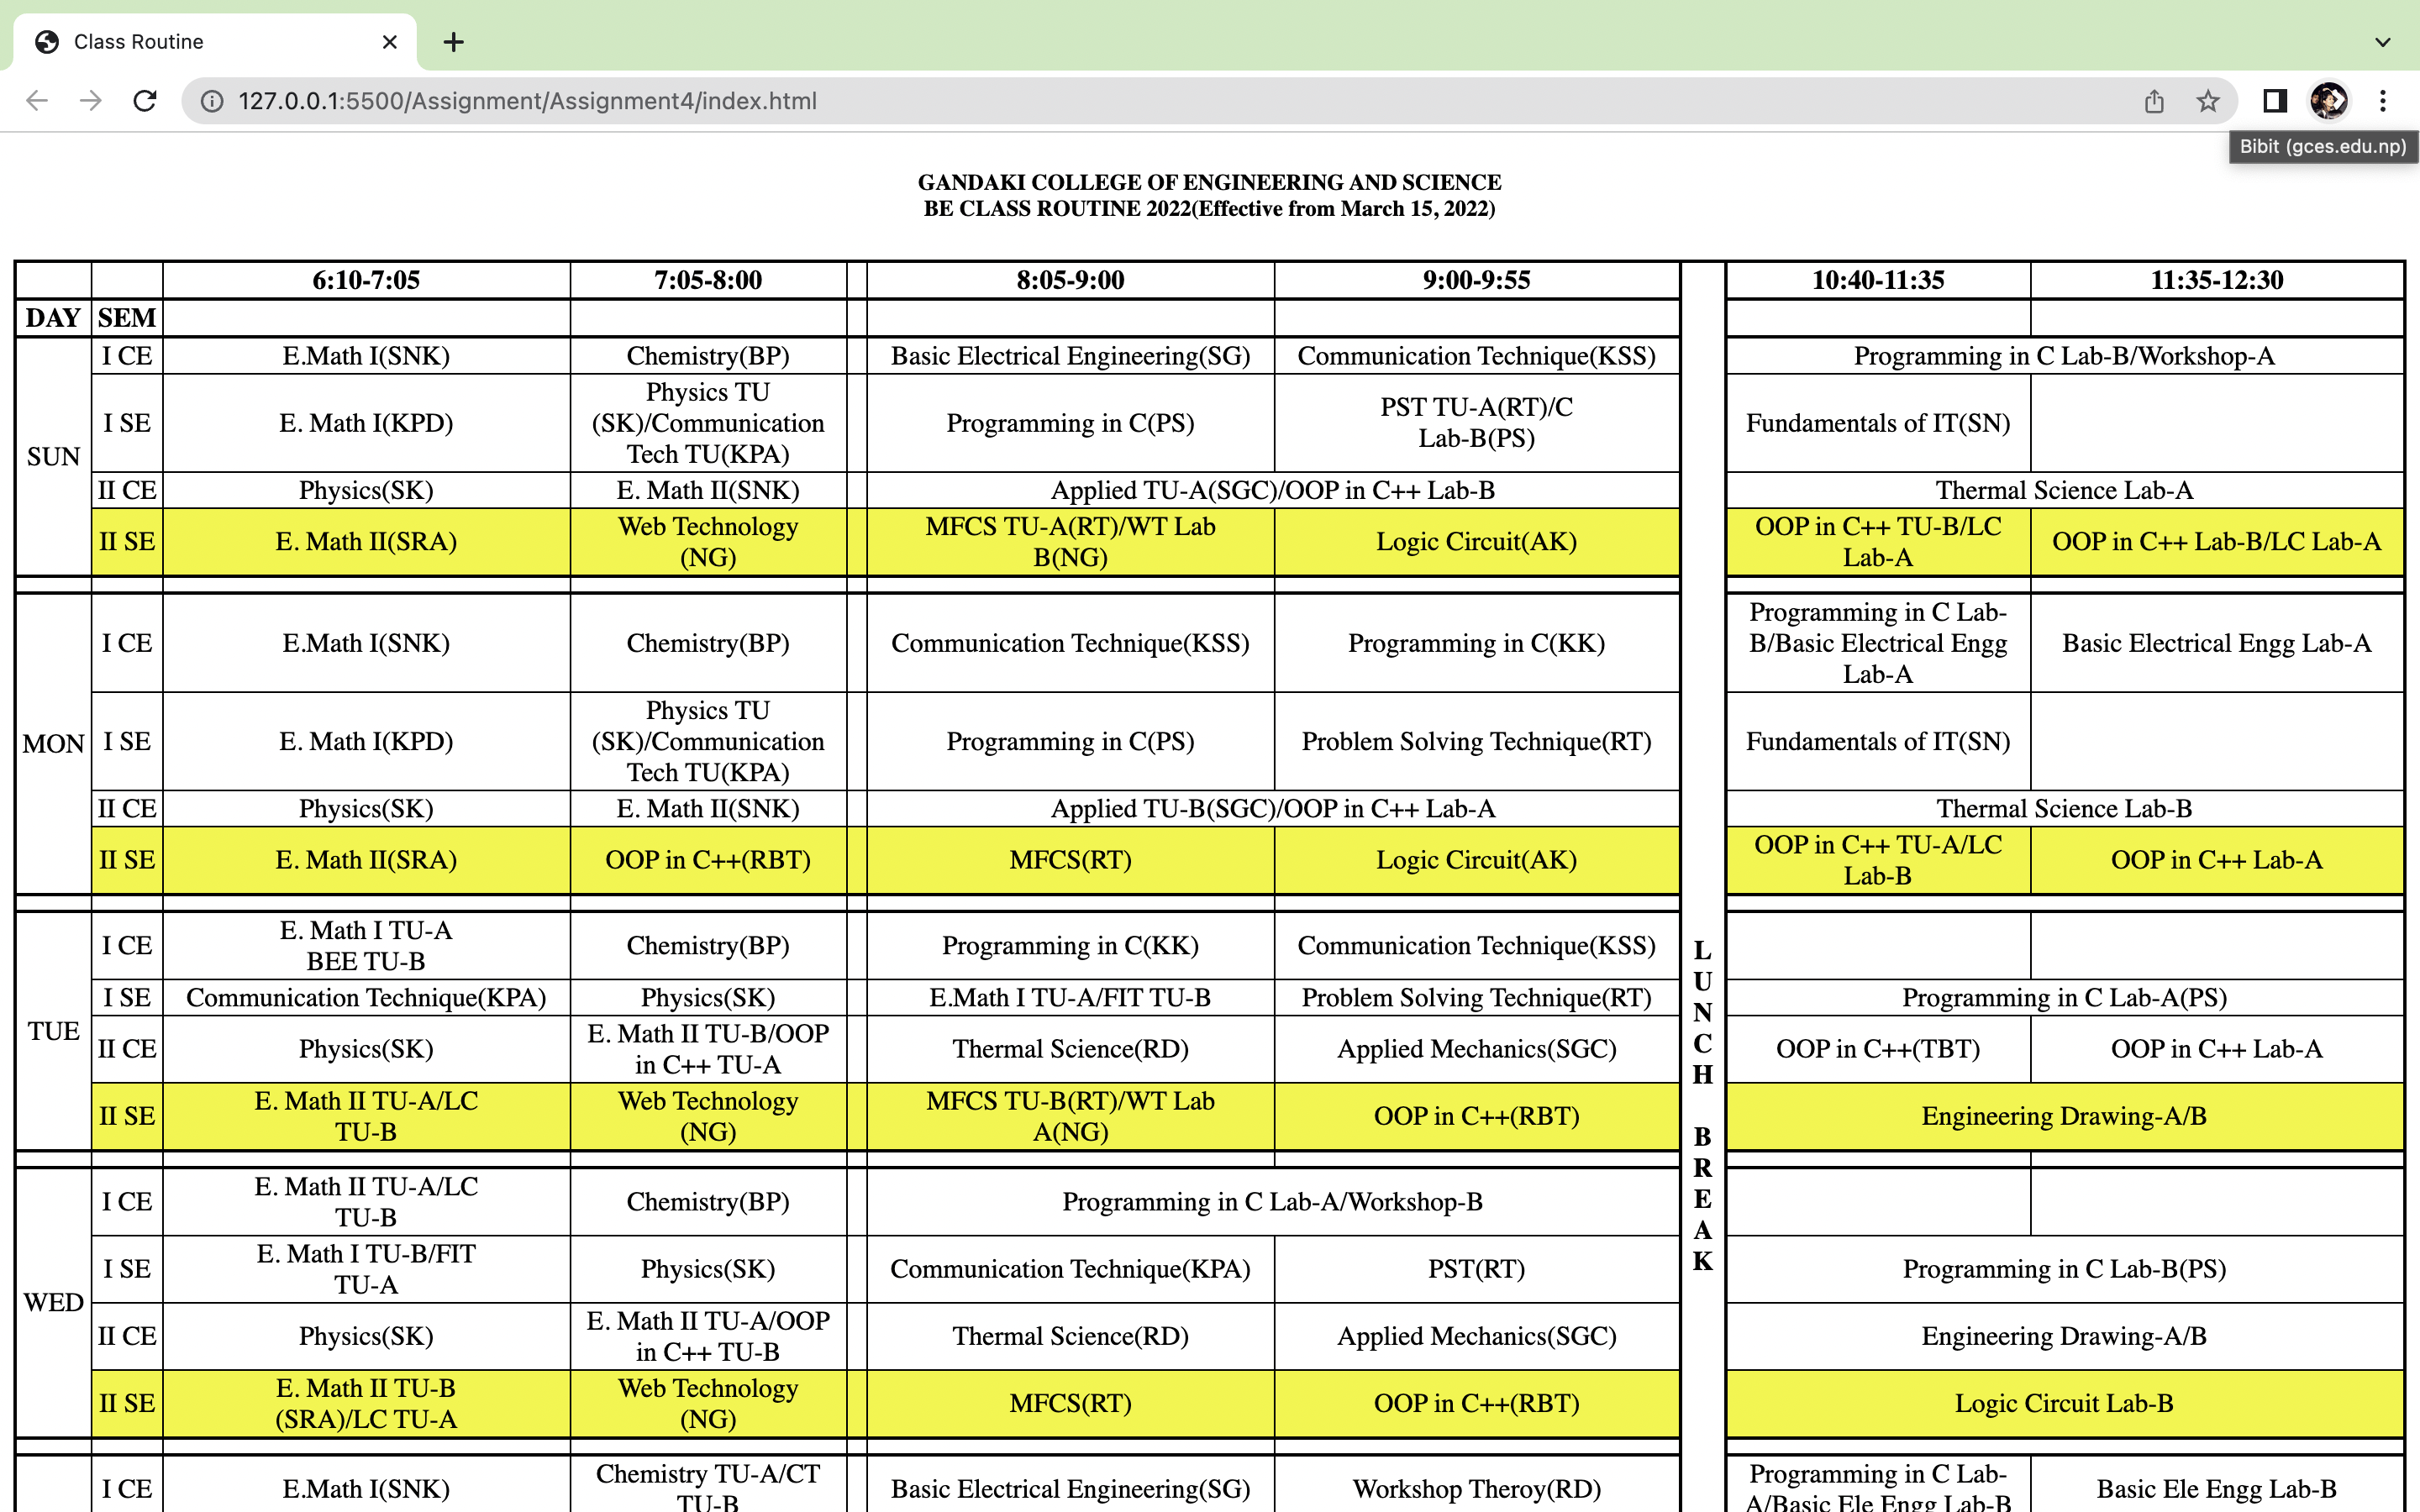 Class Routine
127.0.0.1:5500/Assignment/Assignment4/index.html
Bibit (gces.edu.np)
GANDAKI COLLEGE OF ENGINEERING AND SCIENCE
BE CLASS ROUTINE 2022(Effective from March 15, 2022)
6:10-7:05 7:05-8:00 8:05-9:00 9:00-9:55 10:40-11:35 11:35-12:30
DAY SEM
SUN
I CE E.Math I(SNK) Chemistry(BP) Basic Electrical Engineering(SG) Communication Technique(KSS) Programming in C Lab-B/Workshop-A
I SE
E. Math I(KPD)
Physics TU
(SK)/Communication
Tech TU(KPA)
Programming in C(PS)
PST TU-A(RT)/C
Lab-B(PS)
Fundamentals of IT(SN)
II CE Physics(SK) E. Math II(SNK) Applied TU-A(SGC)/OOP in C++ Lab-B Thermal Science Lab-A
II SE
E. Math II(SRA)
Web Technology
(NG)
MFCS TU-A(RT)/WT Lab
B(NG)
Logic Circuit(AK)
OOP in C++ TU-B/LC
Lab-A
OOP in C++ Lab-B/LC Lab-A
MON
I CE
E.Math I(SNK)
Chemistry(BP)
Communication Technique(KSS)
Programming in C(KK)
Programming in C Lab-
B/Basic Electrical Engg
Lab-A
Basic Electrical Engg Lab-A
I SE
E. Math I(KPD)
Physics TU
(SK)/Communication
Tech TU(KPA)
Programming in C(PS)
Problem Solving Technique(RT)
Fundamentals of IT(SN)
II CE Physics(SK) E. Math II(SNK) Applied TU-B(SGC)/OOP in C++ Lab-A Thermal Science Lab-B
II SE
E. Math II(SRA)
OOP in C++(RBT)
MFCS(RT)
Logic Circuit(AK)
OOP in C++ TU-A/LC
Lab-B
OOP in C++ Lab-A
L
U
N
C
H
B
R
E
A
K
TUE
I CE
E. Math I TU-A
BEE TU-B
Chemistry(BP)
Programming in C(KK)
Communication Technique(KSS)
I SE Communication Technique(KPA) Physics(SK) E.Math I TU-A/FIT TU-B Problem Solving Technique(RT) Programming in C Lab-A(PS)
II CE
Physics(SK)
E. Math II TU-B/OOP
in C++ TU-A
Thermal Science(RD)
Applied Mechanics(SGC)
OOP in C++(TBT)
OOP in C++ Lab-A
II SE
E. Math II TU-A/LC
TU-B
Web Technology
(NG)
MFCS TU-B(RT)/WT Lab
A(NG)
OOP in C++(RBT)
Engineering Drawing-A/B
WED
I CE
E. Math II TU-A/LC
TU-B
Chemistry(BP)
Programming in C Lab-A/Workshop-B
I SE
E. Math I TU-B/FIT
TU-A
Physics(SK)
Communication Technique(KPA)
PST(RT)
Programming in C Lab-B(PS)
II CE
Physics(SK)
E. Math II TU-A/OOP
in C++ TU-B
Thermal Science(RD)
Applied Mechanics(SGC)
Engineering Drawing-A/B
II SE
E. Math II TU-B
(SRA)/LC TU-A
Web Technology
(NG)
MFCS(RT)
OOP in C++(RBT)
Logic Circuit Lab-B
I CE
E.Math I(SNK)
Chemistry TU-A/CT
TU-B
Basic Electrical Engineering(SG)
Workshop Theroy(RD)
Programming in C Lab-
A/Basic Ele Engg Lab-B
Basic Ele Engg Lab-B